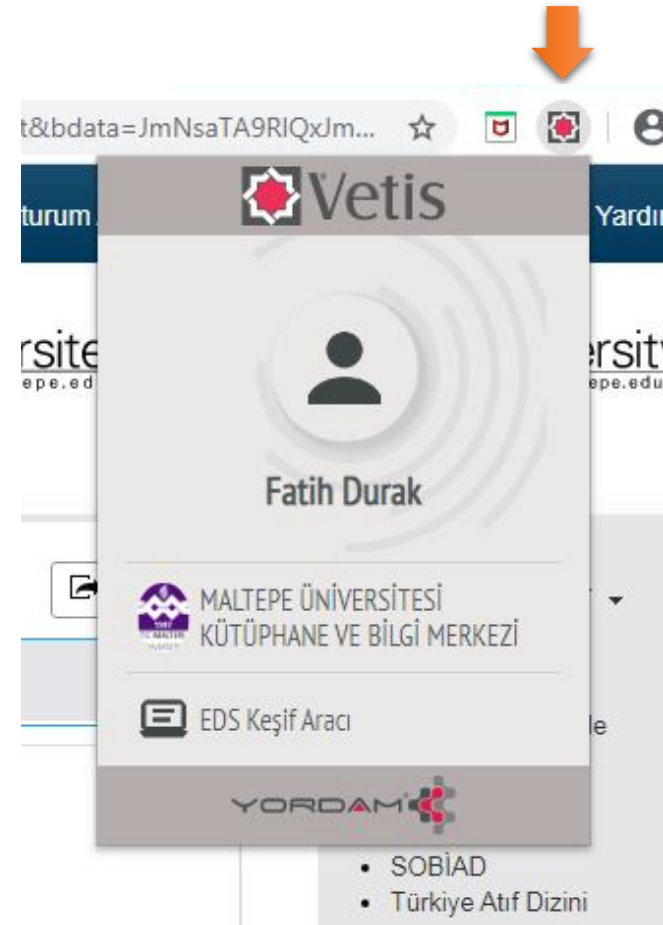 t&bdata=JmNsaTA9RlQxJm...
Vetis
turum
Yardı
rsite
ersity
epe.ed
epe.edu
Fatih Durak
MALTEPE ÜNİVERSİTESİ
KÜTÜPHANE VE BİLGİ MERKEZİ
EDS Keşif Aracı
le
YORDAM
• SOBİAD
• Türkiye Atıf Dizini